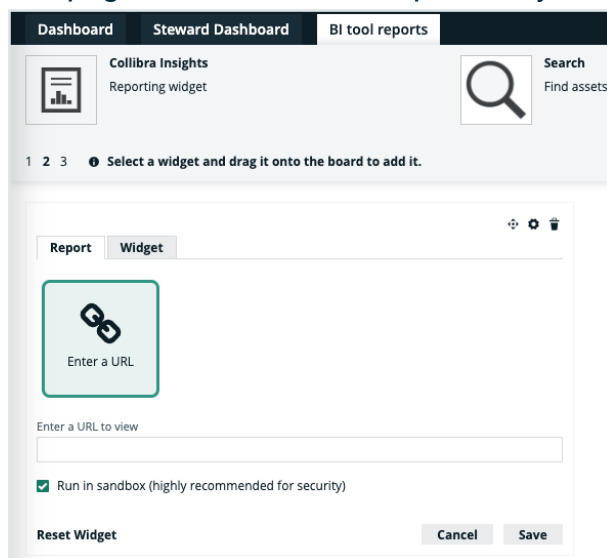 Dashboard Steward Dashboard BI tool reports
Collibra Insights
Reporting widget
Search
Find assets
1 2 3 Select a widget and drag it onto the board to add it.
Report Widget
Enter a URL
Enter a URL to view
Run in sandbox (highly recommended for security)
Reset Widget Cancel Save